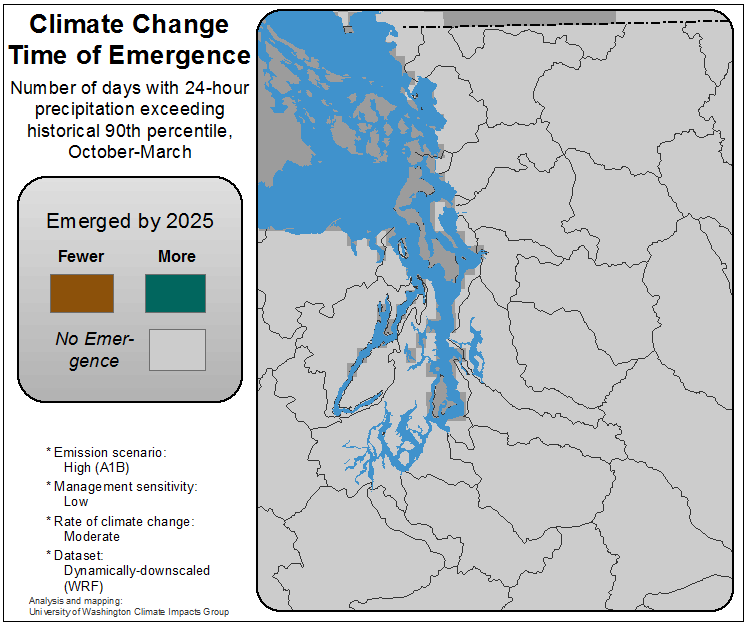 Climate Change
Time of Emergence
Number of days with 24-hour
precipitation exceeding
historical 90th percentile,
October-March
Emerged by 2025
Fewer More
No Emer-
gence
* Emission scenario:
High (A1B)
* Management sensitivity:
Low
* Rate of climate change:
Moderate
* Dataset:
Dynamically-downscaled
(WRF)
Analysis and mapping:
University of Washington Climate Impacts Group